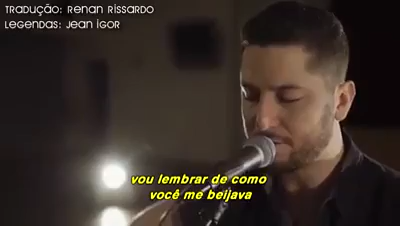 TRADUÇÃO: RENAN RISSARDO
LEGENDAS: JEAN IGOR
vou lembrar de como
você me beijava